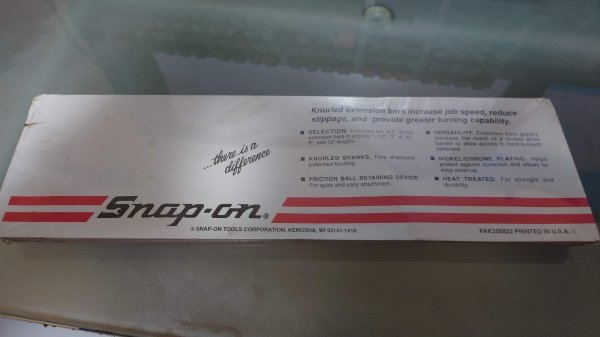 Knurled extension bars increase job speed, reduce
slippage, and provide greater turning capability.
■ SELECTION. Includes six 3/8" drive
extension bars in popular 1-1/2", 3", 4", 6",
8", and 12" lengths.
■ KNURLED SHANKS. Fine diamond-
patterned knurling.
■ FRICTION BALL RETAINING DEVICE.
For quick and easy attachment.
■ VERSATILITY. Extension bars greatly
increase the reach of a socket drive
handle to allow access to hard-to-reach
fasteners.
■ NICKEL/CHROME PLATING. Helps
protect against corrosion and allows for
easy clean-up.
■ HEAT TREATED. For strength and
durability.
...there is a
difference
Snap-on®
® SNAP-ON TOOLS CORPORATION, KENOSHA, WI 53141-1410
PAK250822 PRINTED IN U.S.A.